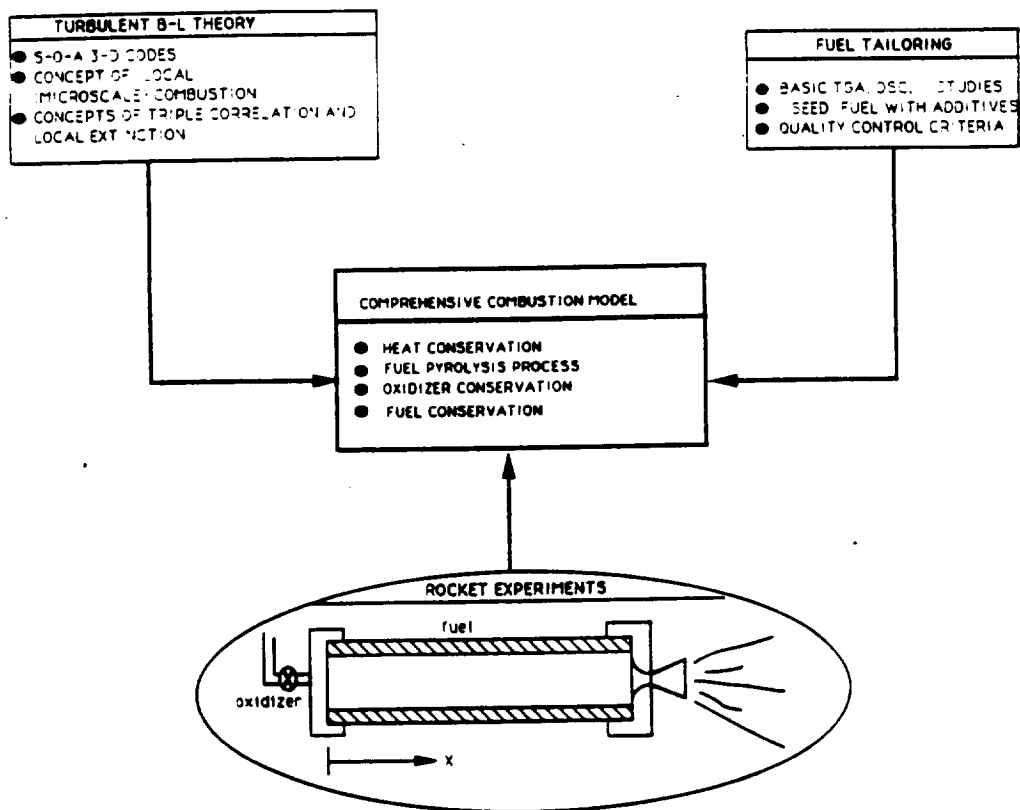 TURBULENT B-L THEORY
S-O-A 3-D CODES
CONCEPT OF LOCAL
(MICROSCALE) COMBUSTION
CONCEPTS OF TRIPLE CORRELATION AND
LOCAL EXTINCTION
FUEL TAILORING
BASIC TGA, DSC, STUDIES
SEED FUEL WITH ADDITIVES
QUALITY CONTROL CRITERIA
COMPREHENSIVE COMBUSTION MODEL
HEAT CONSERVATION
FUEL PYROLYSIS PROCESS
OXIDIZER CONSERVATION
FUEL CONSERVATION
ROCKET EXPERIMENTS
fuel
oxidizer
X